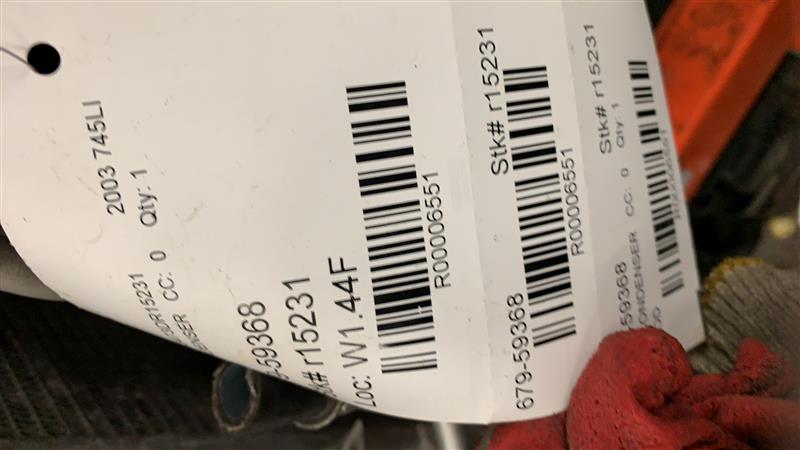 2003 745LI
CC: 0 Qty: 1
-59368
r15231
Loc: W1.44F
R00006551
Stk# r15231
679-59368
R00006551
Stk# r15231
-59368
CC: 0 Qty: 1